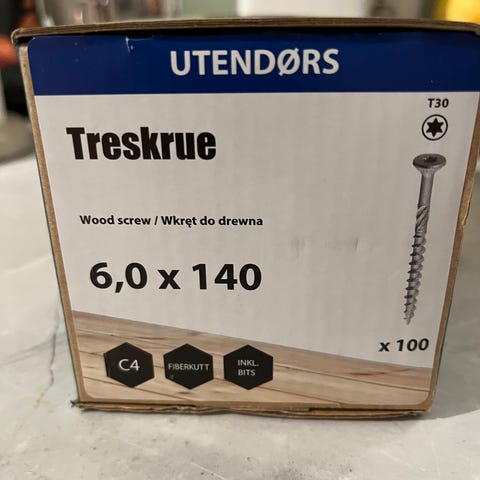 UTENDØRS
T30
Treskrue
Wood screw / Wkręt do drewna
6,0 x 140
x 100
C4
FIBERKUTT
INKL.
BITS